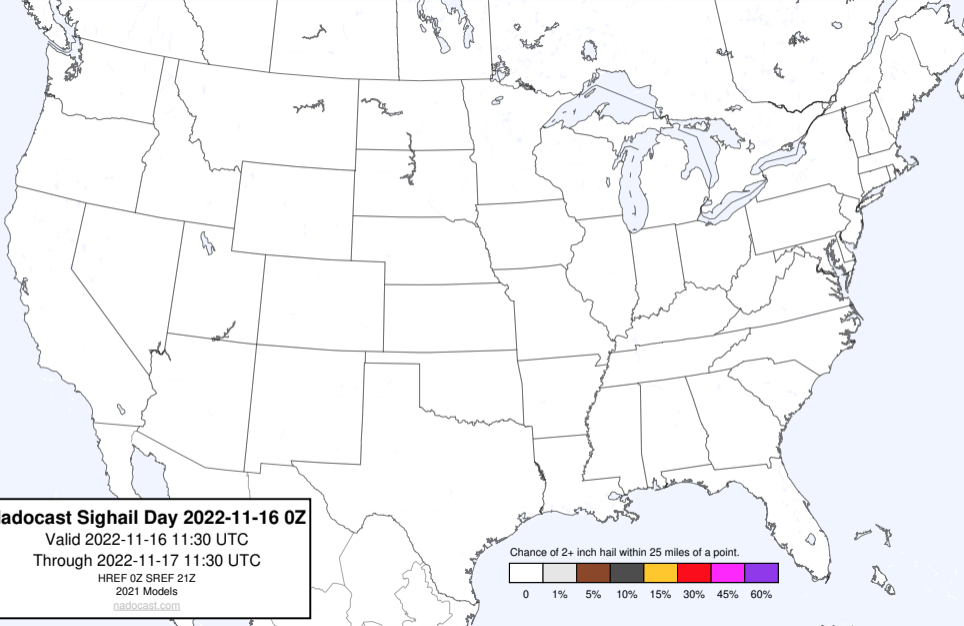 adocast Sighail Day 2022-11-16 0Z
Valid 2022-11-16 11:30 UTC
Through 2022-11-17 11:30 UTC
HREF 0Z SREF 21Z
2021 Models
nadocast.com
Chance of 2+ inch hail within 25 miles of a point.
0 1% 5% 10% 15% 30% 45% 60%